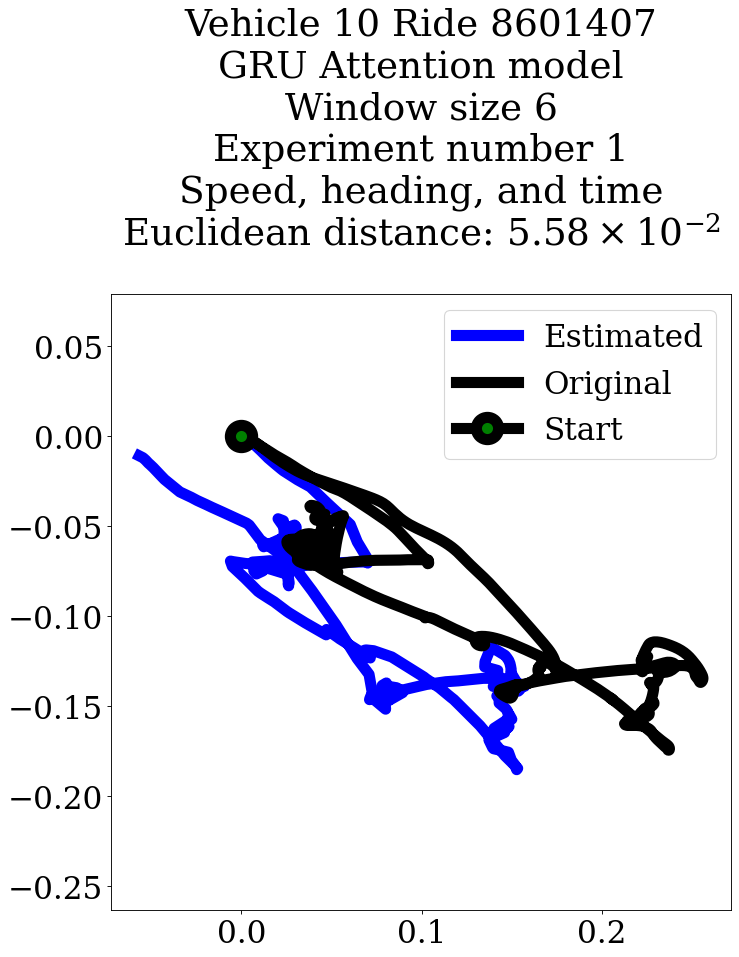 Vehicle 10 Ride 8601407
GRU Attention model
Window size 6
Experiment number 1
Speed, heading, and time
Euclidean distance: 5.58 × 10⁻²
Estimated
Original
Start
0.05
0.00
−0.05
−0.10
−0.15
−0.20
−0.25
0.0 0.1 0.2